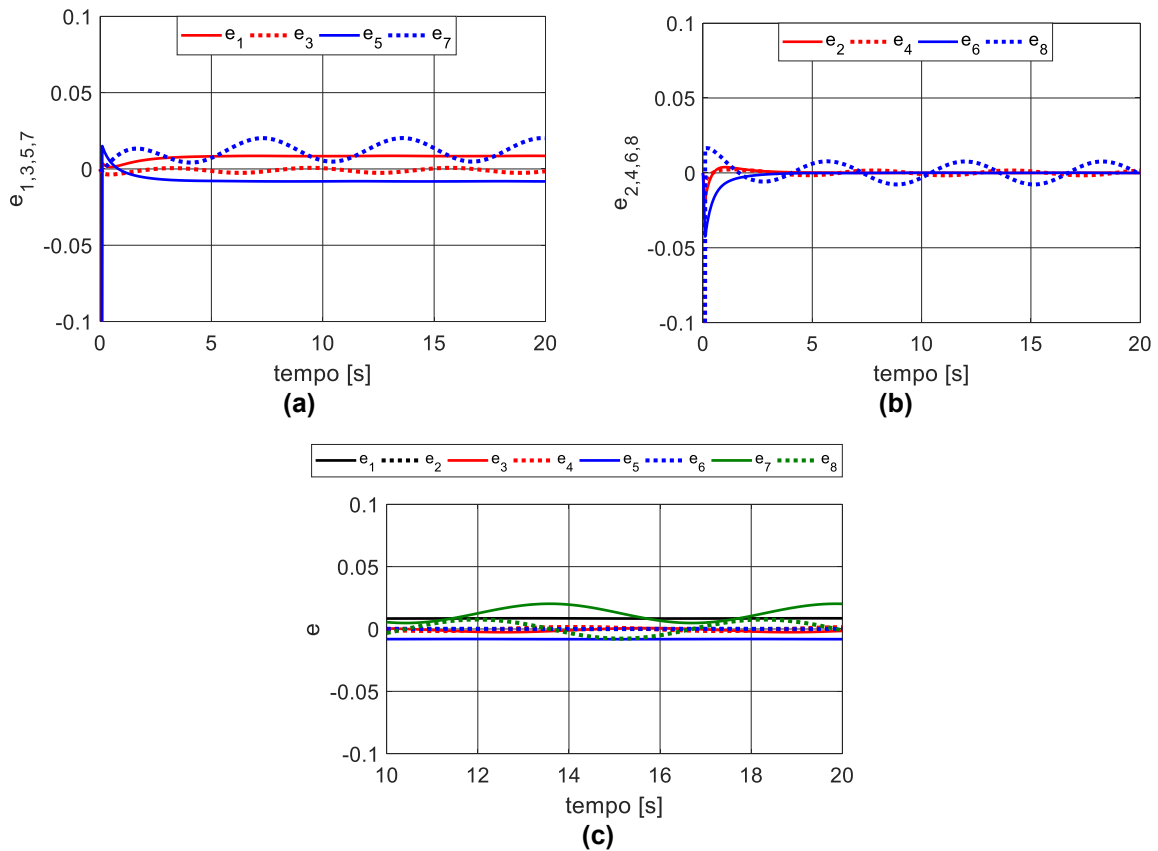 e1 e3 e5 e7
0.1
0.05
0
-0.05
-0.1
e1,3,5,7
0 5 10 15 20
tempo [s]
(a)
e2 e4 e6 e8
0.1
0.05
0
-0.05
-0.1
e2,4,6,8
0 5 10 15 20
tempo [s]
(b)
e1 e2 e3 e4 e5 e6 e7 e8
0.1
0.05
0
-0.05
-0.1
e
10 12 14 16 18 20
tempo [s]
(c)